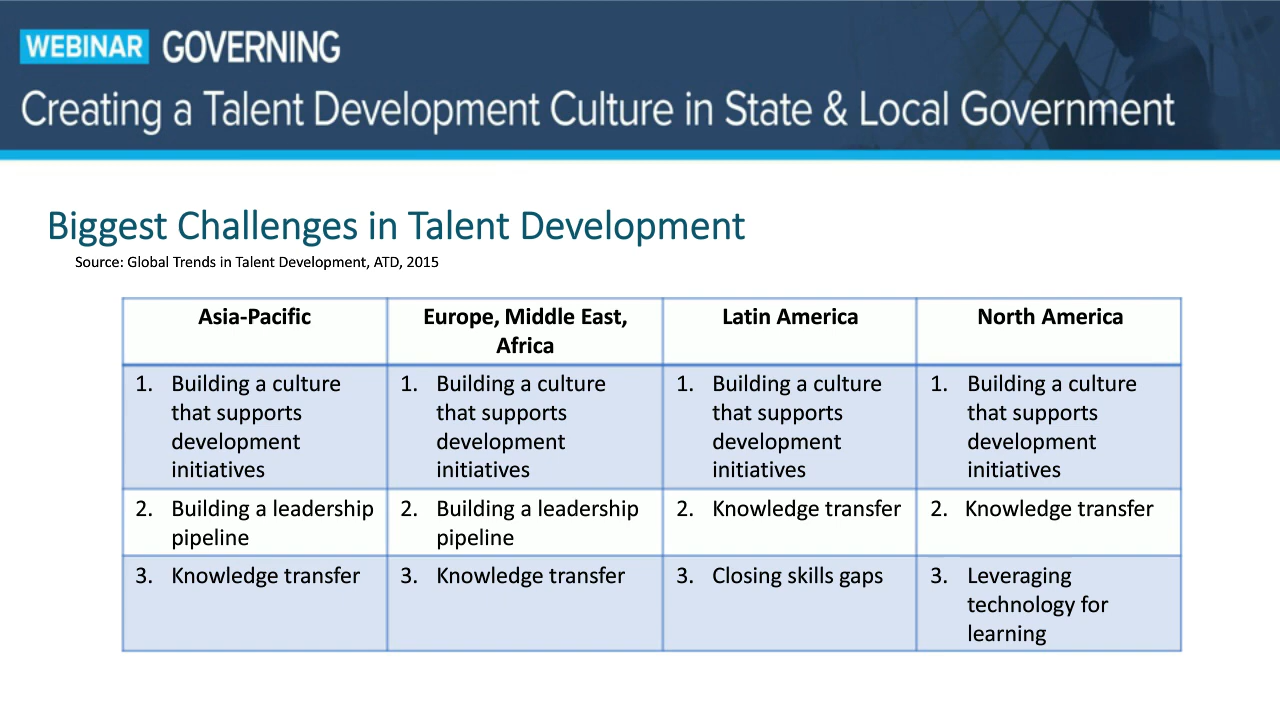 WEBINAR GOVERNING
Creating a Talent Development Culture in State & Local Government
Biggest Challenges in Talent Development
Source: Global Trends in Talent Development, ATD, 2015
Asia-Pacific
Europe, Middle East,
Africa
Latin America
North America
1. Building a culture
that supports
development
initiatives
1. Building a culture
that supports
development
initiatives
1. Building a culture
that supports
development
initiatives
1. Building a culture
that supports
development
initiatives
2. Building a leadership
pipeline
2. Building a leadership
pipeline
2. Knowledge transfer
2. Knowledge transfer
3. Knowledge transfer
3. Knowledge transfer
3. Closing skills gaps
3. Leveraging
technology for
learning